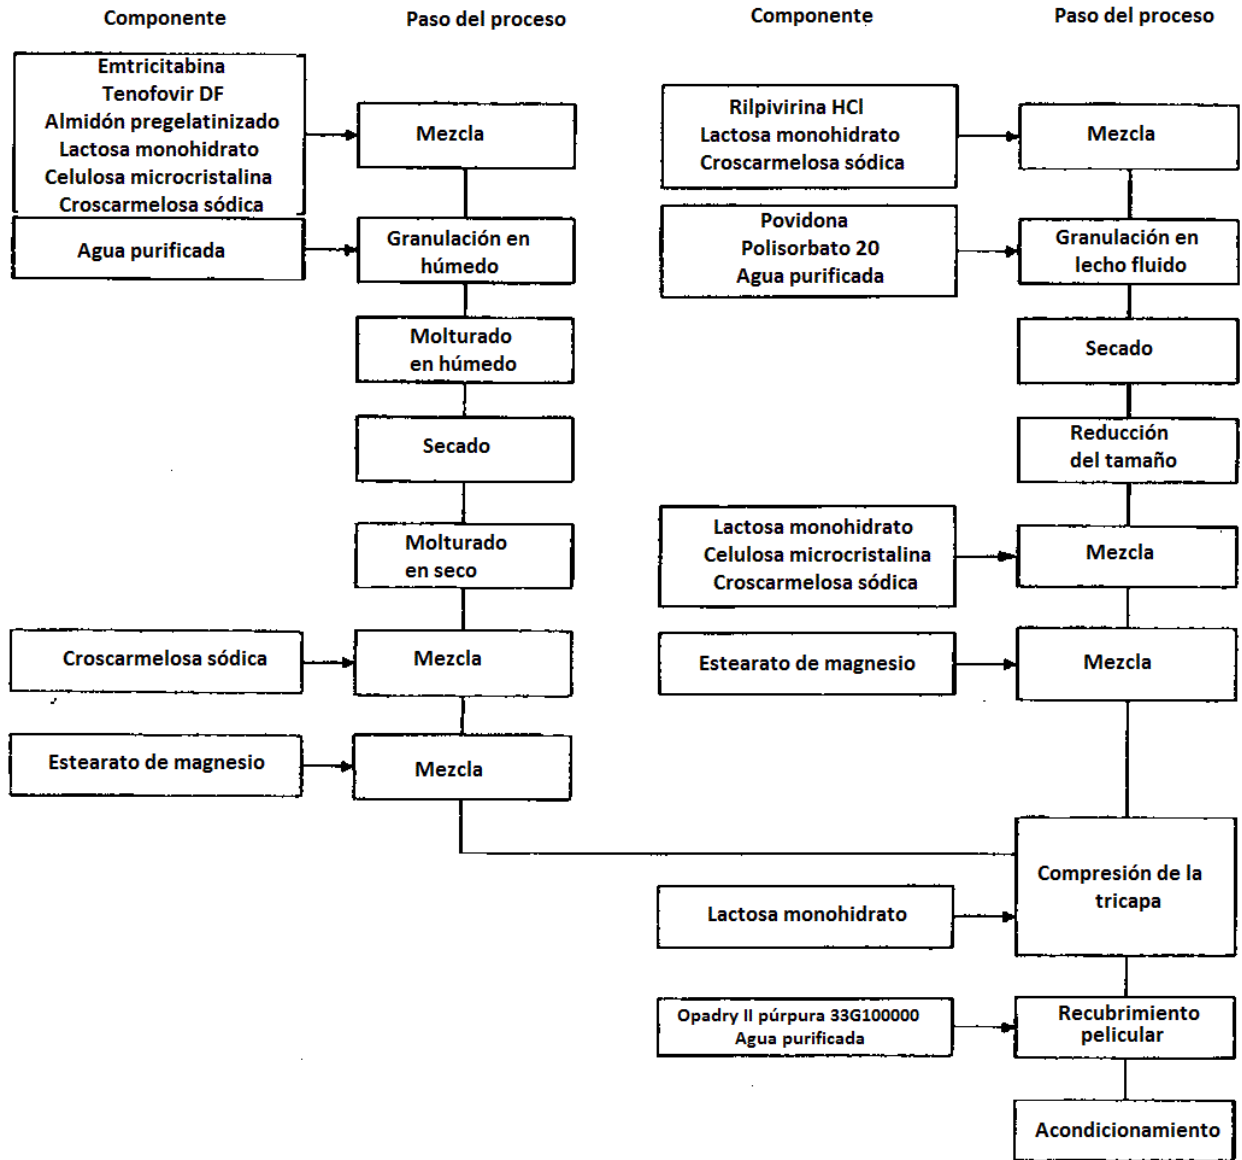 Componente
Paso del proceso
Emtricitabina
Tenofovir DF
Almidón pregelatinizado
Lactosa monohidrato
Celulosa microcristalina
Croscarmelosa sódica
Mezcla
Agua purificada
Granulación en
húmedo
Molturado
en húmedo
Secado
Molturado
en seco
Croscarmelosa sódica
Mezcla
Estearato de magnesio
Mezcla
Componente
Paso del proceso
Rilpivirina HCl
Lactosa monohidrato
Croscarmelosa sódica
Mezcla
Povidona
Polisorbato 20
Agua purificada
Granulación en
lecho fluido
Secado
Reducción
del tamaño
Lactosa monohidrato
Celulosa microcristalina
Croscarmelosa sódica
Mezcla
Estearato de magnesio
Mezcla
Compresión de la
tricapa
Lactosa monohidrato
Opadry II púrpura 33G100000
Agua purificada
Recubrimiento
pelicular
Acondicionamiento